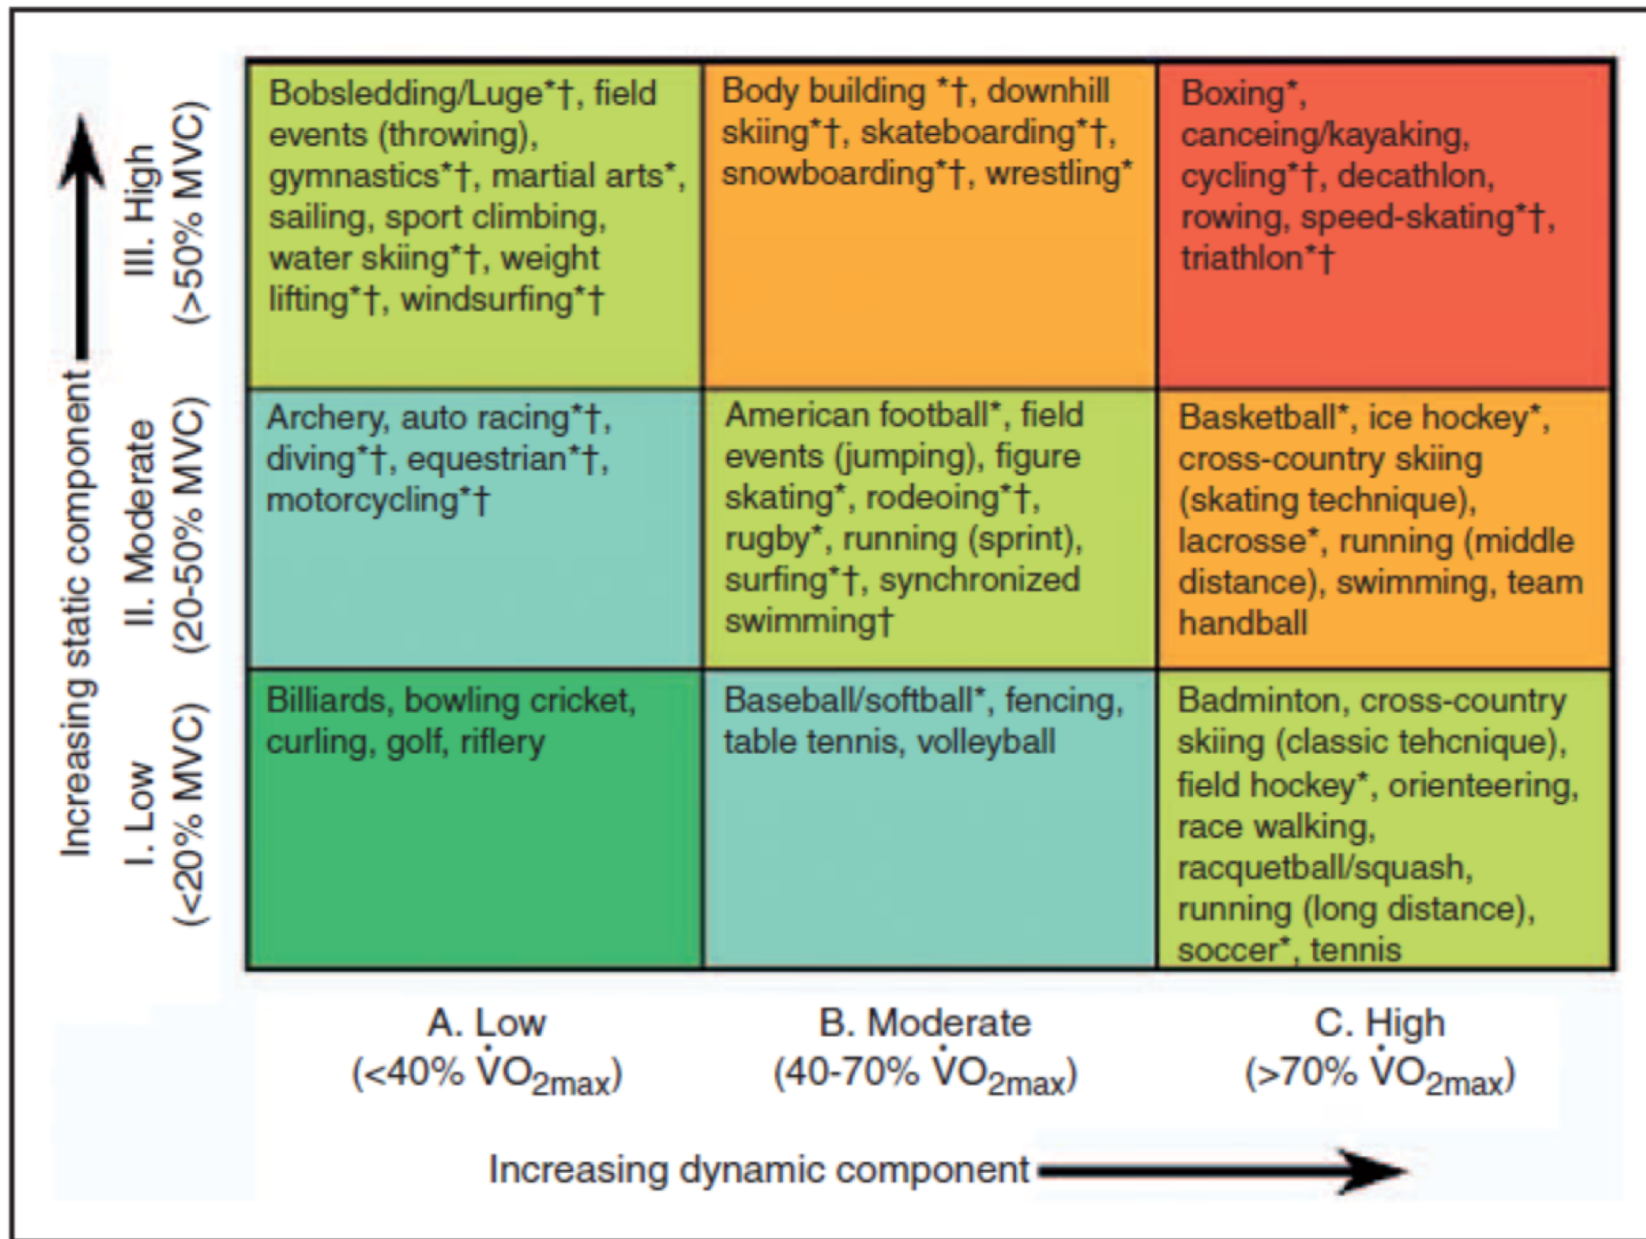 Increasing static component
III. High
(>50% MVC)
Bobsledding/Luge*†, field
events (throwing),
gymnastics*†, martial arts*,
sailing, sport climbing,
water skiing*†, weight
lifting*†, windsurfing*†
Body building *†, downhill
skiing*†, skateboarding*†,
snowboarding*†, wrestling*
Boxing*,
canceing/kayaking,
cycling*†, decathlon,
rowing, speed-skating*†,
triathlon*†
II. Moderate
(20-50% MVC)
Archery, auto racing*†,
diving*†, equestrian*†,
motorcycling*†
American football*, field
events (jumping), figure
skating*, rodeoing*†,
rugby*, running (sprint),
surfing*†, synchronized
swimming†
Basketball*, ice hockey*,
cross-country skiing
(skating technique),
lacrosse*, running (middle
distance), swimming, team
handball
I. Low
(<20% MVC)
Billiards, bowling cricket,
curling, golf, riflery
Baseball/softball*, fencing,
table tennis, volleyball
Badminton, cross-country
skiing (classic tehcnique),
field hockey*, orienteering,
race walking,
racquetball/squash,
running (long distance),
soccer*, tennis
A. Low
(<40% V̇O2max)
B. Moderate
(40-70% V̇O2max)
C. High
(>70% V̇O2max)
Increasing dynamic component